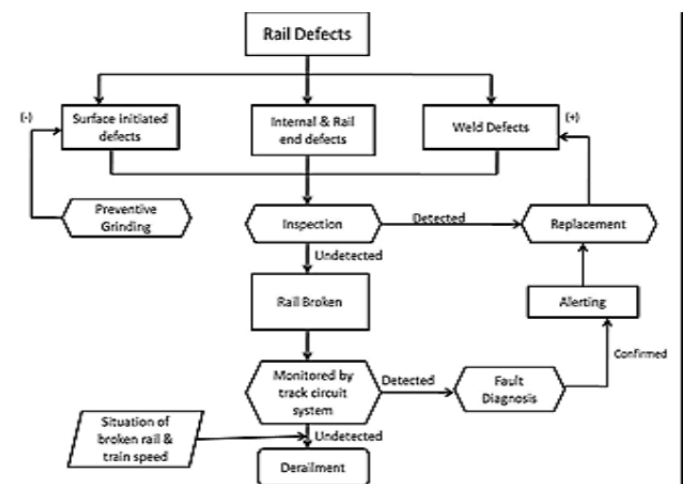 Rail Defects
(-)
Surface initiated
defects
Internal & Rail
end defects
Weld Defects
(+)
Preventive
Grinding
Inspection
Detected
Replacement
Undetected
Rail Broken
Alerting
Confirmed
Monitored by
track circuit
system
Detected
Fault
Diagnosis
Situation of
broken rail &
train speed
Undetected
Derailment